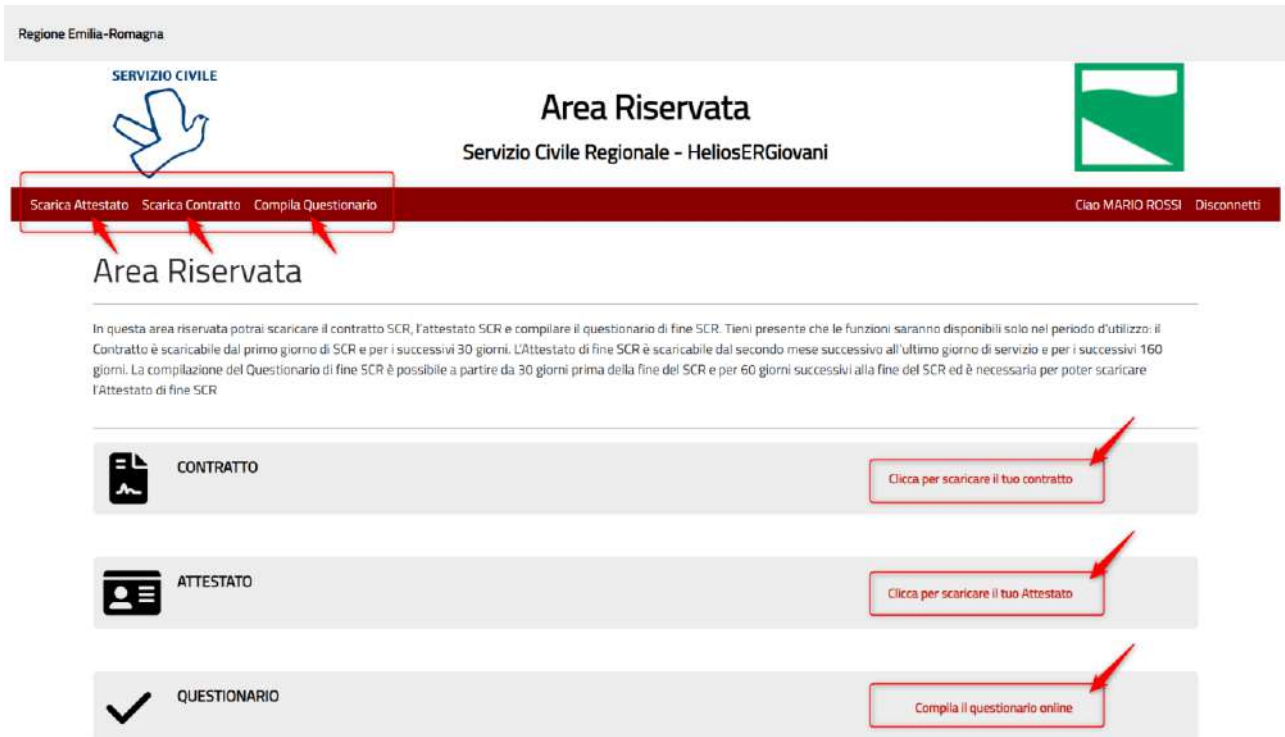 Regione Emilia-Romagna
SERVIZIO CIVILE
Area Riservata
Servizio Civile Regionale - HeliosERGiovani
Scarica Attestato Scarica Contratto Compila Questionario Ciao MARIO ROSSI Disconnetti
Area Riservata
In questa area riservata potrai scaricare il contratto SCR, l'attestato SCR e compilare il questionario di fine SCR. Tieni presente che le funzioni saranno disponibili solo nel periodo d'utilizzo: il
Contratto è scaricabile dal primo giorno di SCR e per i successivi 30 giorni. L'Attestato di fine SCR è scaricabile dal secondo mese successivo all'ultimo giorno di servizio e per i successivi 160
giorni. La compilazione del Questionario di fine SCR è possibile a partire da 30 giorni prima della fine del SCR e per 60 giorni successivi alla fine del SCR ed è necessaria per poter scaricare
l'Attestato di fine SCR
CONTRATTO
Clicca per scaricare il tuo contratto
ATTESTATO
Clicca per scaricare il tuo Attestato
QUESTIONARIO
Compila il questionario online